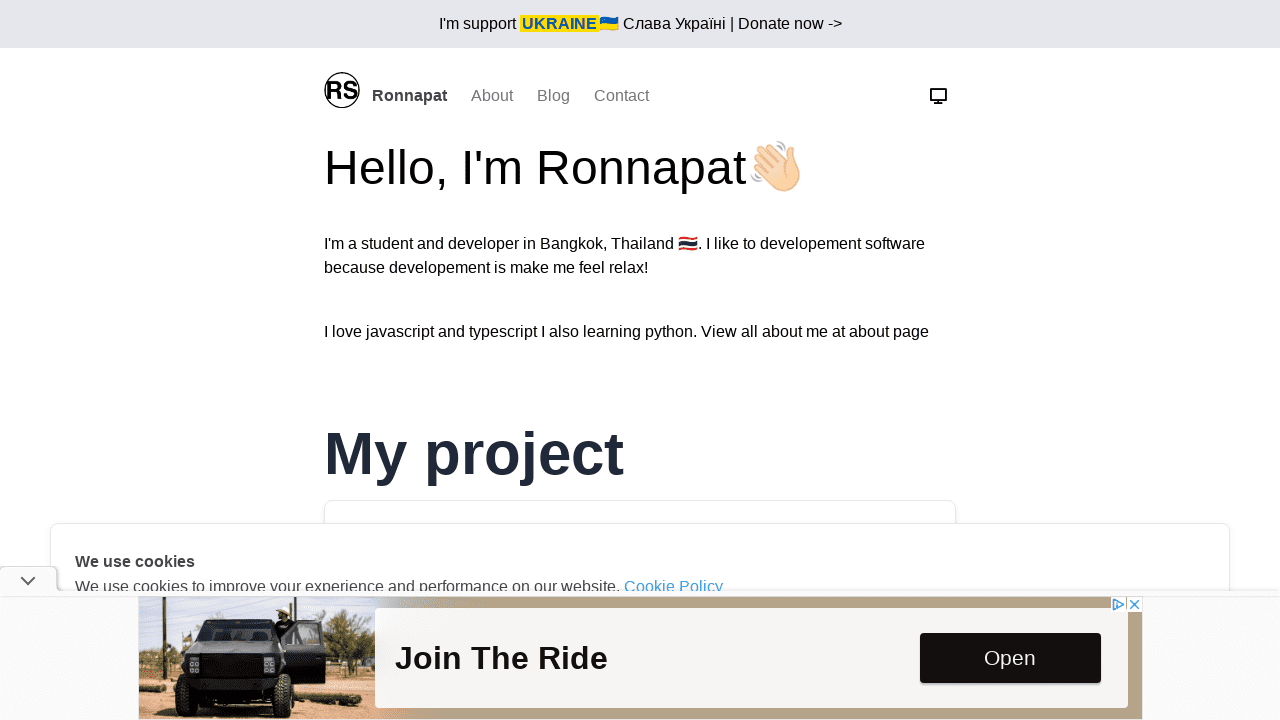 I'm support UKRAINE🇺🇦 Слава Україні | Donate now ->
RS Ronnapat About Blog Contact
Hello, I'm Ronnapat👋🏻
I'm a student and developer in Bangkok, Thailand 🇹🇭. I like to developement software
because developement is make me feel relax!
I love javascript and typescript I also learning python. View all about me at about page
My project
We use cookies
We use cookies to improve your experience and performance on our website. Cookie Policy
Join The Ride
Open